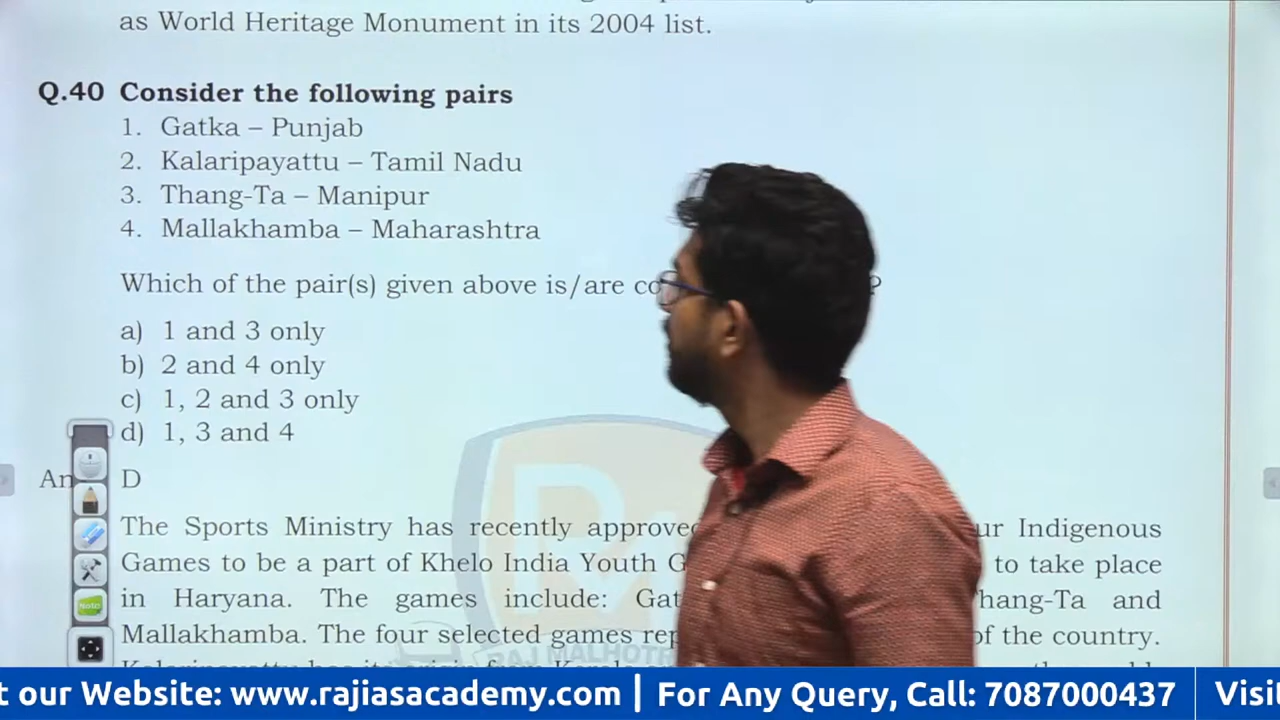 as World Heritage Monument in its 2004 list.
Q.40 Consider the following pairs
1. Gatka – Punjab
2. Kalaripayattu – Tamil Nadu
3. Thang-Ta – Manipur
4. Mallakhamba – Maharashtra
Which of the pair(s) given above is/are ?
a) 1 and 3 only
b) 2 and 4 only
c) 1, 2 and 3 only
d) 1, 3 and 4
An D
The Sports Ministry has recently approved Indigenous
Games to be a part of Khelo India Youth to take place
in Haryana. The games include: and
Mallakhamba. The four selected games of the country.
RAJ MALHOTR
t our Website: www.rajiasacademy.com | For Any Query, Call: 7087000437 Visi